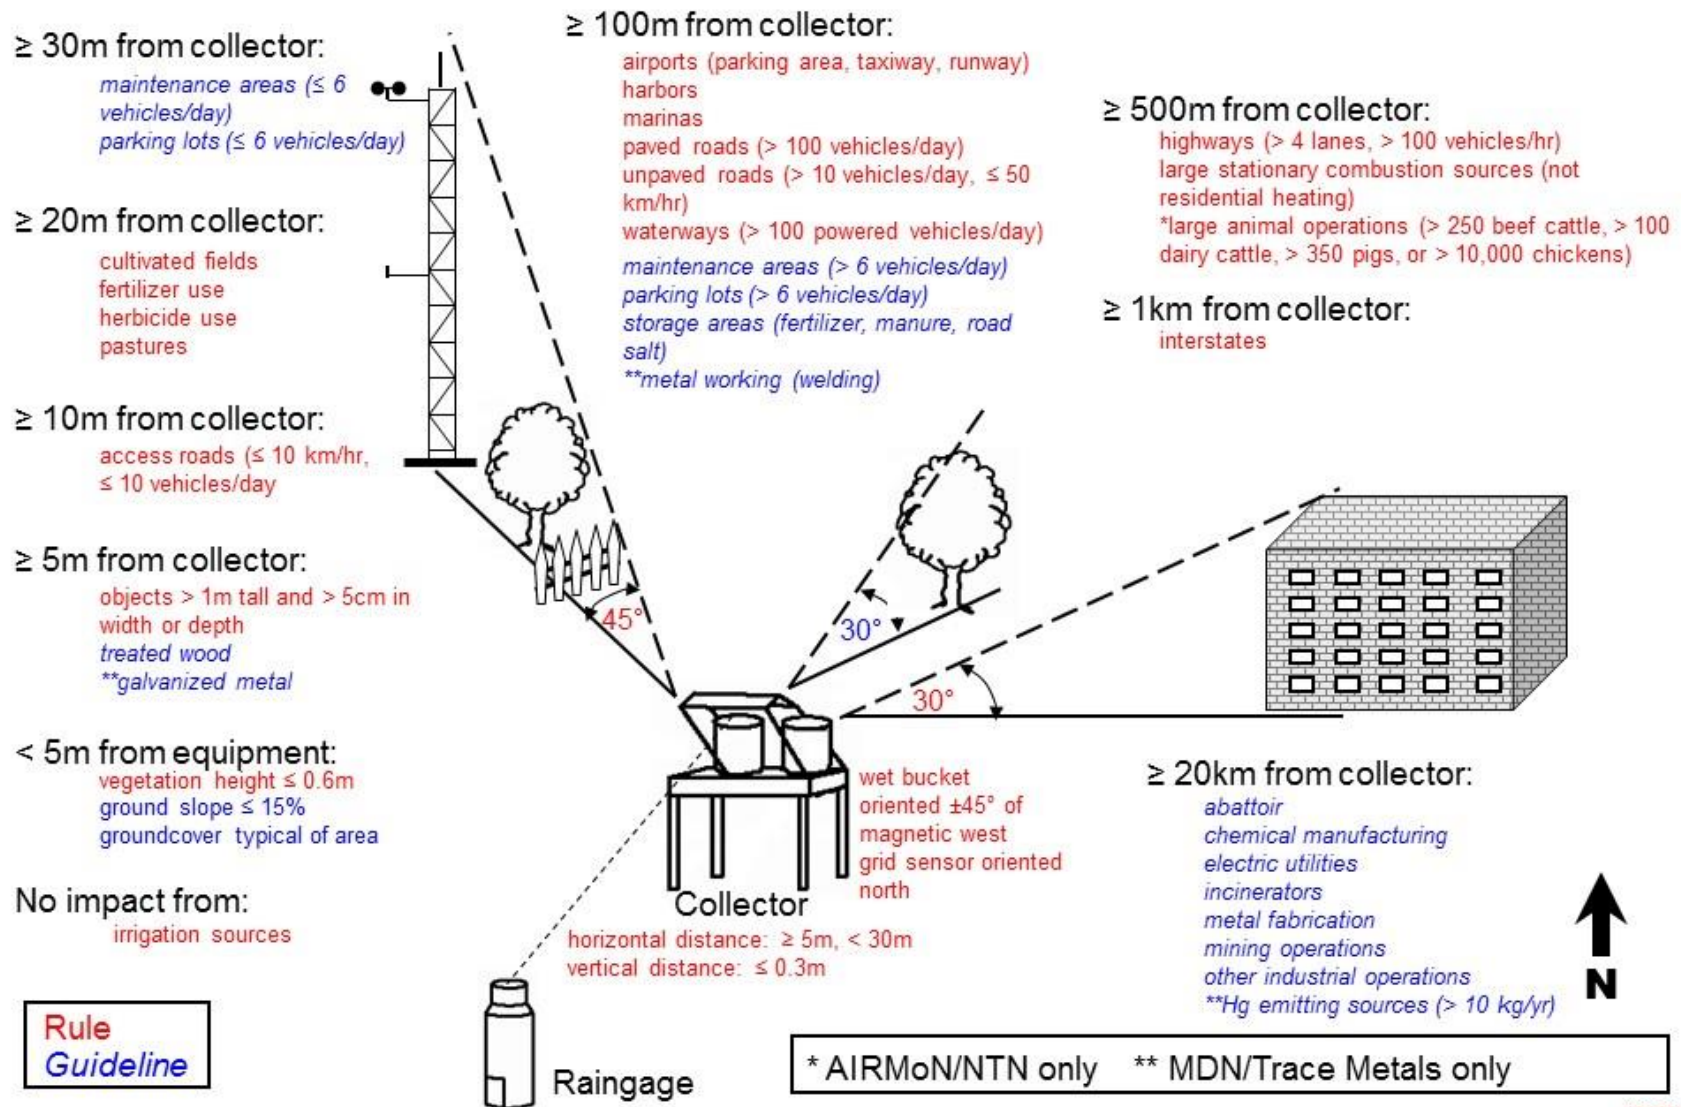 ≥ 30m from collector:
maintenance areas (≤ 6
vehicles/day)
parking lots (≤ 6 vehicles/day)
≥ 20m from collector:
cultivated fields
fertilizer use
herbicide use
pastures
≥ 10m from collector:
access roads (≤ 10 km/hr,
≤ 10 vehicles/day
≥ 5m from collector:
objects > 1m tall and > 5cm in
width or depth
treated wood
**galvanized metal
< 5m from equipment:
vegetation height ≤ 0.6m
ground slope ≤ 15%
groundcover typical of area
No impact from:
irrigation sources
Rule
Guideline
≥ 100m from collector:
airports (parking area, taxiway, runway)
harbors
marinas
paved roads (> 100 vehicles/day)
unpaved roads (> 10 vehicles/day, ≤ 50
km/hr)
waterways (> 100 powered vehicles/day)
maintenance areas (> 6 vehicles/day)
parking lots (> 6 vehicles/day)
storage areas (fertilizer, manure, road
salt)
**metal working (welding)
45°
30°
30°
wet bucket
oriented ±45° of
magnetic west
grid sensor oriented
north
Collector
horizontal distance: ≥ 5m, < 30m
vertical distance: ≤ 0.3m
Raingage
≥ 500m from collector:
highways (> 4 lanes, > 100 vehicles/hr)
large stationary combustion sources (not
residential heating)
*large animal operations (> 250 beef cattle, > 100
dairy cattle, > 350 pigs, or > 10,000 chickens)
≥ 1km from collector:
interstates
≥ 20km from collector:
abattoir
chemical manufacturing
electric utilities
incinerators
metal fabrication
mining operations
other industrial operations
**Hg emitting sources (> 10 kg/yr)
N
* AIRMoN/NTN only ** MDN/Trace Metals only